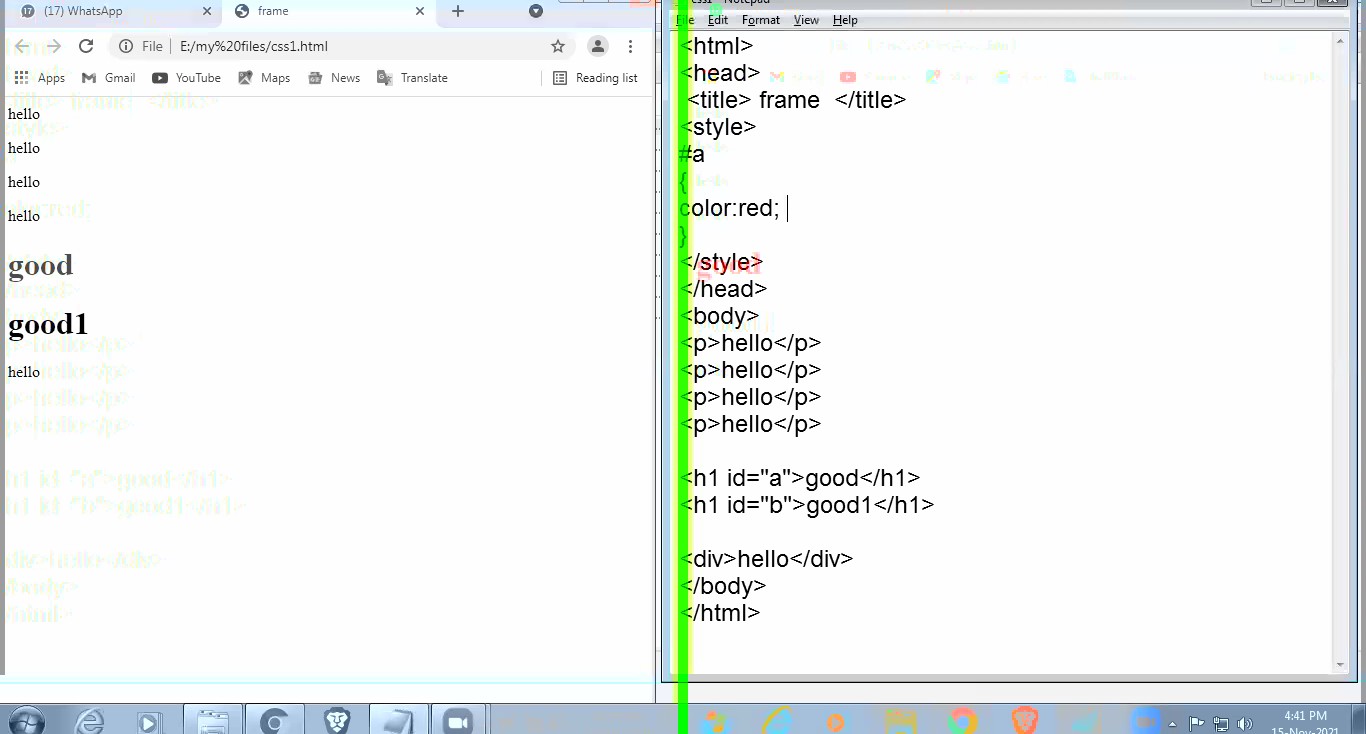 (17) WhatsApp
frame
File
E:/my%20files/css1.html
Apps
Gmail
YouTube
Maps
News
Translate
Reading list
hello
hello
hello
hello
good
good1
hello
css1 - Notepad
File Edit Format View Help
<html>
<head>
<title> frame </title>
<style>
#a
{
color:red;
}
</style>
</head>
<body>
<p>hello</p>
<p>hello</p>
<p>hello</p>
<p>hello</p>
<h1 id="a">good</h1>
<h1 id="b">good1</h1>
<div>hello</div>
</body>
</html>
good
4:41 PM
15-Nov-2021